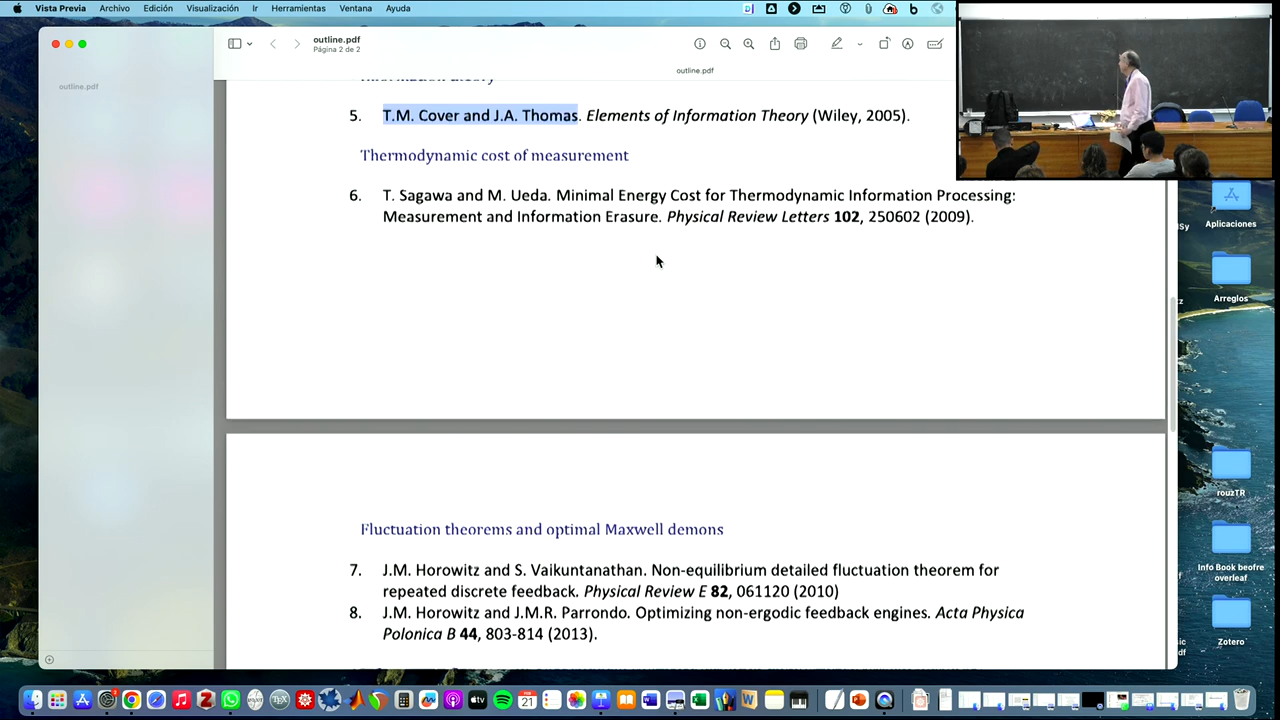 Vista Previa Archivo Edición Visualización Ir Herramientas Ventana Ayuda
outline.pdf
Página 2 de 2
outline.pdf
outline.pdf
Information theory
5. T.M. Cover and J.A. Thomas. Elements of Information Theory (Wiley, 2005).
Thermodynamic cost of measurement
6. T. Sagawa and M. Ueda. Minimal Energy Cost for Thermodynamic Information Processing:
Measurement and Information Erasure. Physical Review Letters 102, 250602 (2009).
Fluctuation theorems and optimal Maxwell demons
7. J.M. Horowitz and S. Vaikuntanathan. Non-equilibrium detailed fluctuation theorem for
repeated discrete feedback. Physical Review E 82, 061120 (2010)
8. J.M. Horowitz and J.M.R. Parrondo. Optimizing non-ergodic feedback engines. Acta Physica
Polonica B 44, 803-814 (2013).
Aplicaciones
Arreglos
rouzTR
Info Book beofre
overleaf
Zotero
21